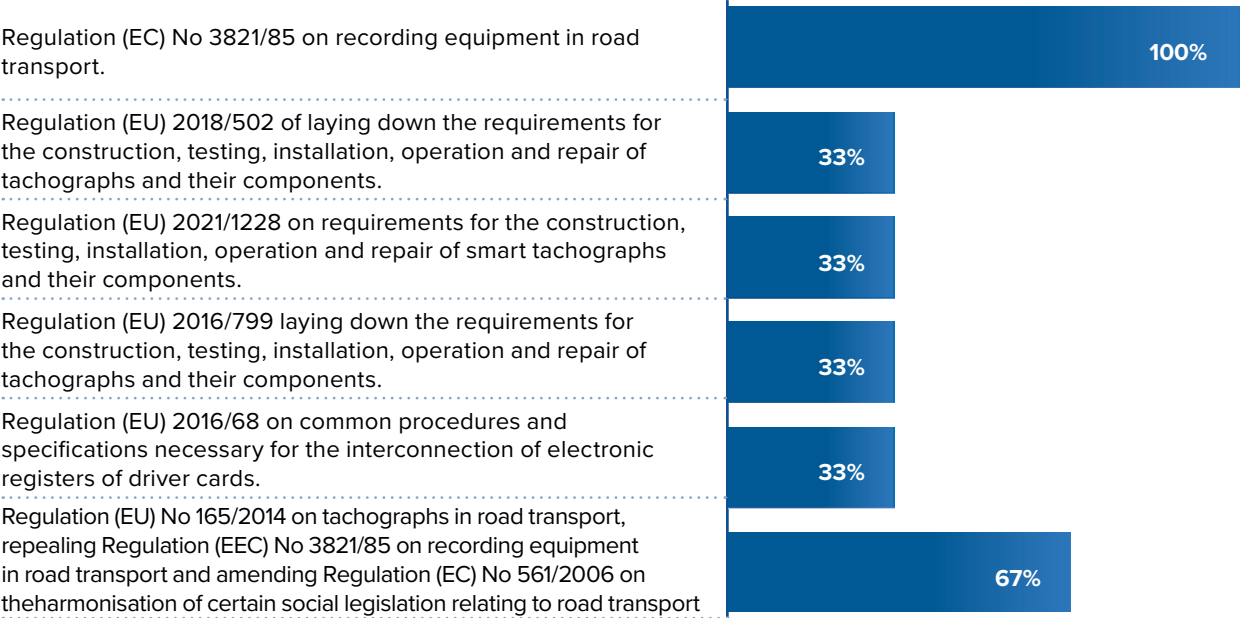 Regulation (EC) No 3821/85 on recording equipment in road
transport.
100%
Regulation (EU) 2018/502 of laying down the requirements for
the construction, testing, installation, operation and repair of
tachographs and their components.
33%
Regulation (EU) 2021/1228 on requirements for the construction,
testing, installation, operation and repair of smart tachographs
and their components.
33%
Regulation (EU) 2016/799 laying down the requirements for
the construction, testing, installation, operation and repair of
tachographs and their components.
33%
Regulation (EU) 2016/68 on common procedures and
specifications necessary for the interconnection of electronic
registers of driver cards.
33%
Regulation (EU) No 165/2014 on tachographs in road transport,
repealing Regulation (EEC) No 3821/85 on recording equipment
in road transport and amending Regulation (EC) No 561/2006 on
theharmonisation of certain social legislation relating to road transport
67%